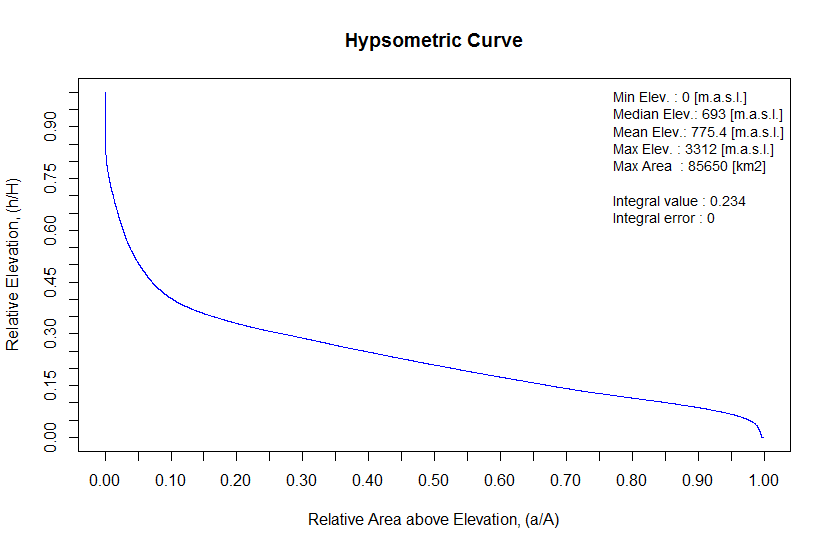 Hypsometric Curve
Min Elev. : 0 [m.a.s.l.]
Median Elev.: 693 [m.a.s.l.]
Mean Elev.: 775.4 [m.a.s.l.]
Max Elev. : 3312 [m.a.s.l.]
Max Area  : 85650 [km2]
Integral value : 0.234
Integral error : 0
Relative Elevation, (h/H)
0.90
0.75
0.60
0.45
0.30
0.15
0.00
0.00 0.10 0.20 0.30 0.40 0.50 0.60 0.70 0.80 0.90 1.00
Relative Area above Elevation, (a/A)